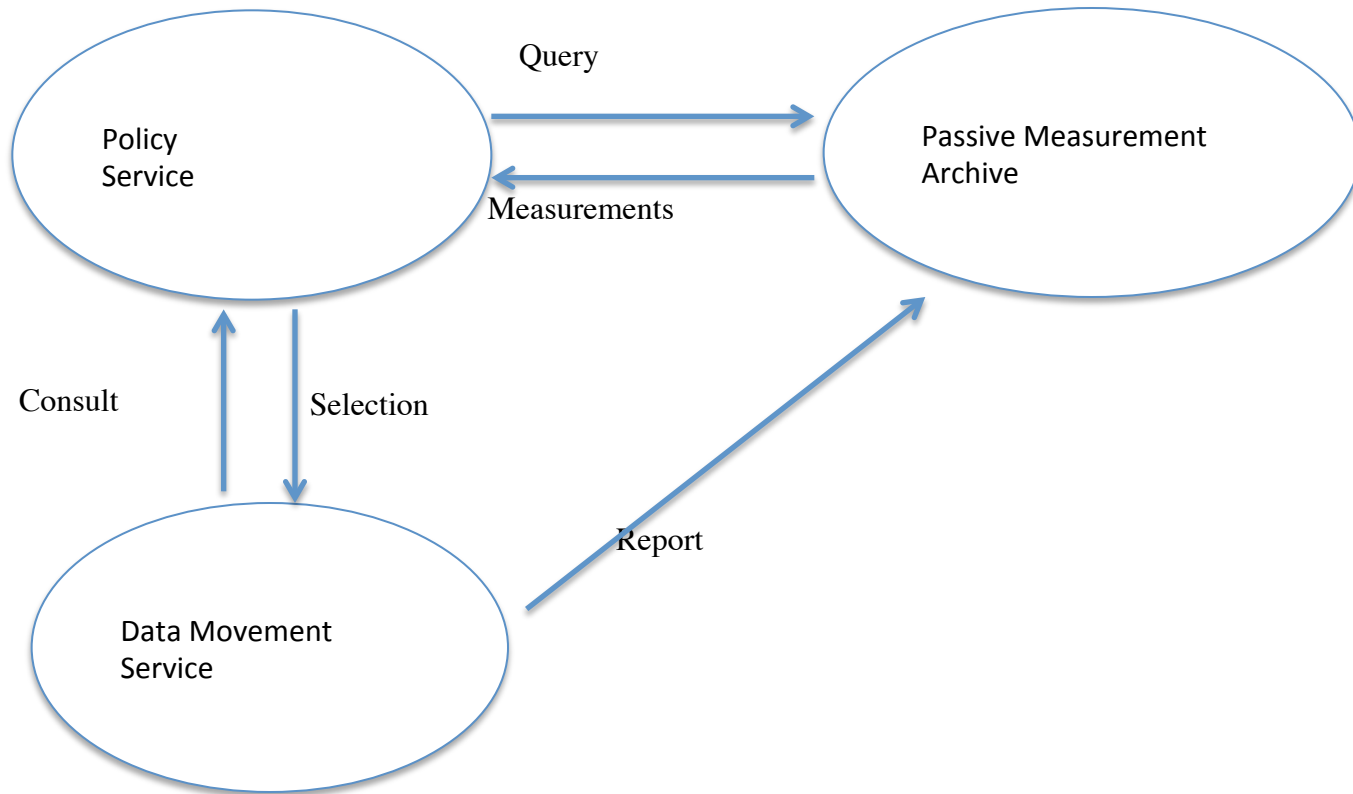 Query
Policy
Service
Passive Measurement
Archive
Measurements
Consult
Selection
Report
Data Movement
Service